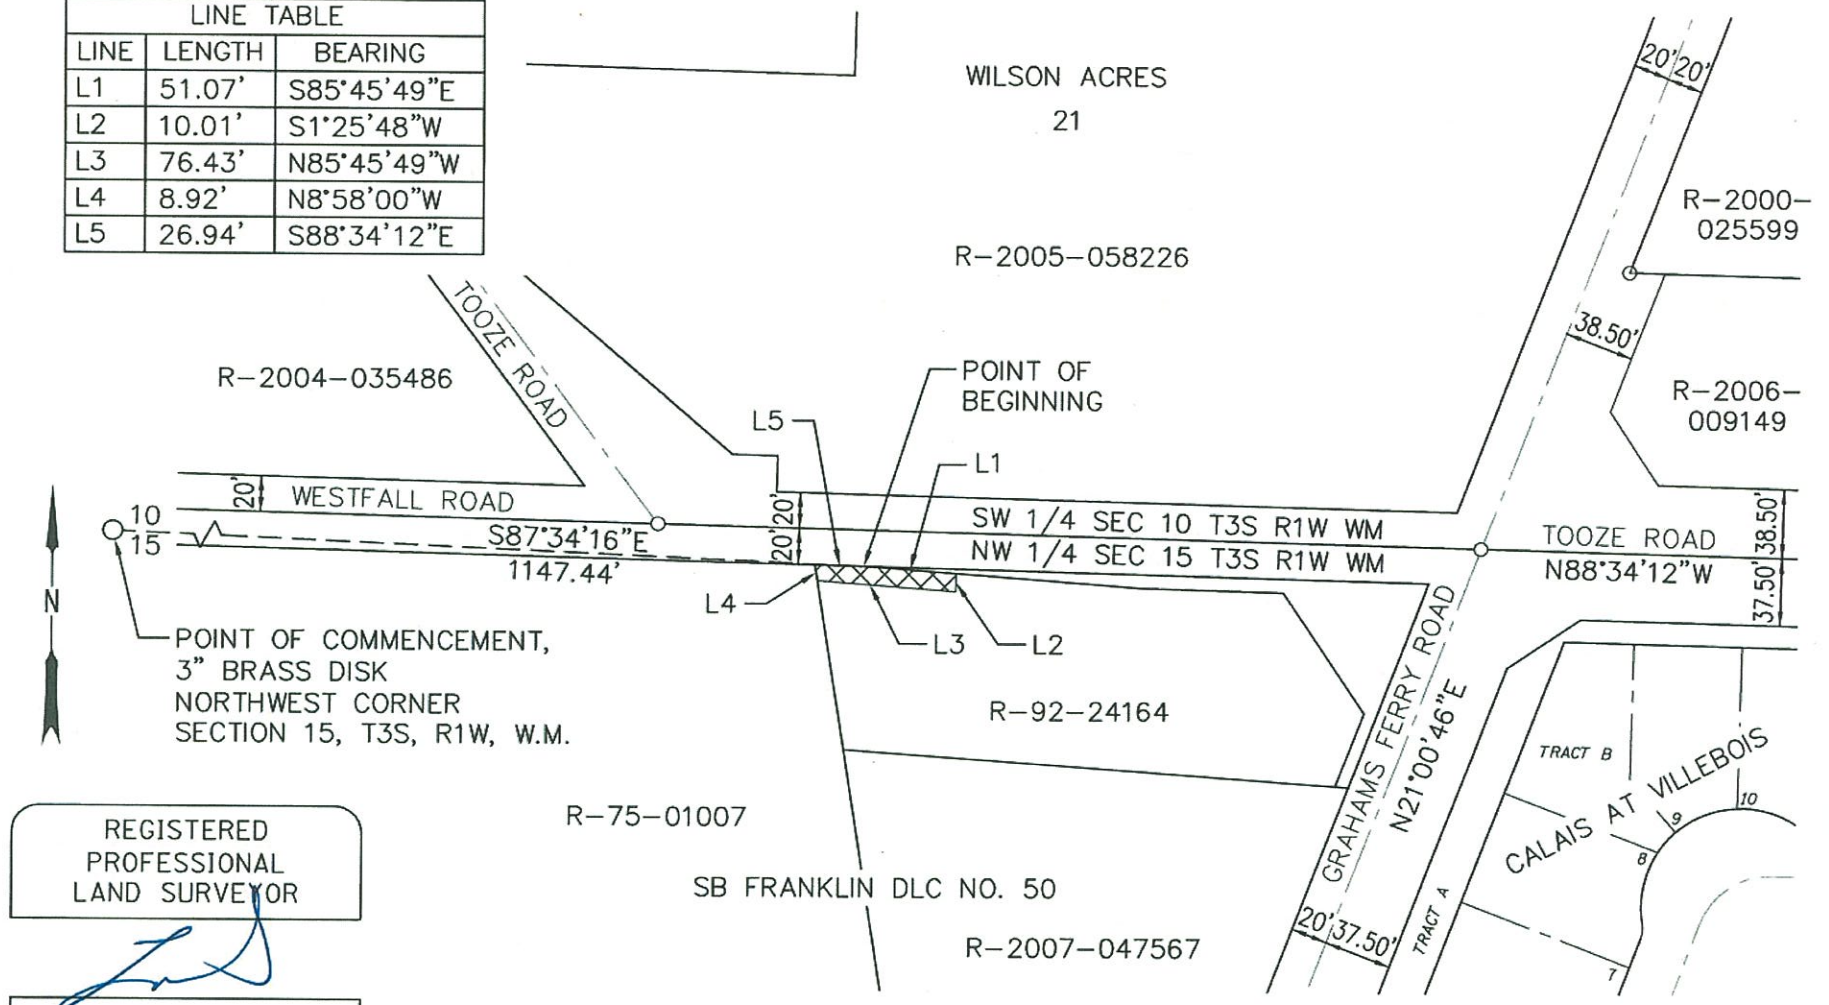 LINE TABLE
LINE LENGTH BEARING
L1 51.07' S85°45'49"E
L2 10.01' S1°25'48"W
L3 76.43' N85°45'49"W
L4 8.92' N8°58'00"W
L5 26.94' S88°34'12"E
WILSON ACRES
21
20' 20'
R-2000-
025599
R-2005-058226
TOOZE ROAD
38.50'
R-2004-035486
POINT OF
BEGINNING
R-2006-
009149
L5
L1
20'
WESTFALL ROAD
20'
20'
SW 1/4 SEC 10 T3S R1W WM
NW 1/4 SEC 15 T3S R1W WM
TOOZE ROAD
N88°34'12"W
38.50'
37.50'
10
15
S87°34'16"E
1147.44'
L4
L3
L2
N
POINT OF COMMENCEMENT,
3" BRASS DISK
NORTHWEST CORNER
SECTION 15, T3S, R1W, W.M.
R-92-24164
GRAHAMS FERRY ROAD
N21°00'46"E
TRACT B
CALAIS AT VILLEBOIS
10
9
8
7
R-75-01007
REGISTERED
PROFESSIONAL
LAND SURVEYOR
SB FRANKLIN DLC NO. 50
R-2007-047567
20' 37.50'
TRACT A